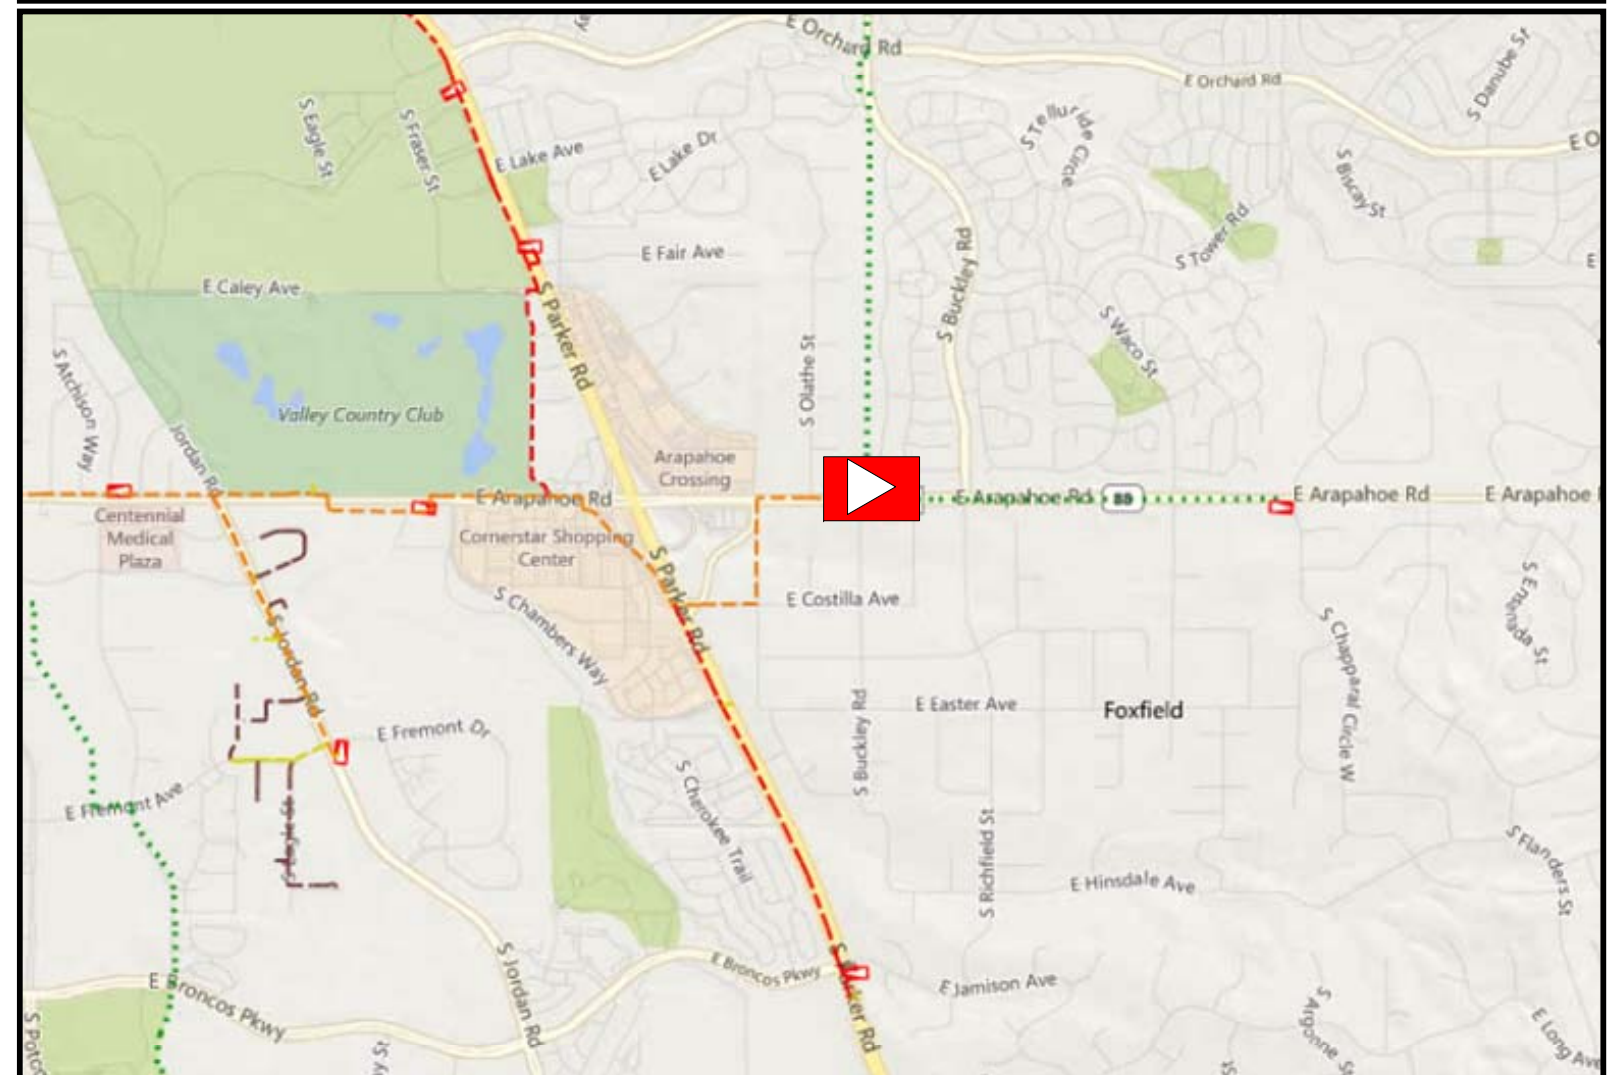 E Orchard Rd
E Orchard Rd
S Danube St
S Eagle St
S Fraser St
E Lake Ave
E Lake Dr
S Telluride Circle
S Biscay St
S Tower Rd
E Fair Ave
E Caley Ave
S Buckley Rd
S Parker Rd
S Waco St
S Olathe St
S Atchison Way
Valley Country Club
Jordan Rd
Arapahoe
Crossing
E Arapahoe Rd
E Arapahoe Rd
88
E Arapahoe Rd
E Arapahoe
Centennial
Medical
Plaza
Cornerstar Shopping
Center
S Parker Rd
E Costilla Ave
S Chambers Way
S Jordan Rd
S Ensenada St
S Chapparal Circle W
E Easter Ave
Foxfield
S Buckley Rd
E Fremont Dr
S Cherokee Trail
E Fremont Ave
S Richfield St
S Flanders St
E Hinsdale Ave
S Jordan Rd
E Broncos Pkwy
E Broncos Pkwy
S Parker Rd
E Jamison Ave
S Argonne St
E Long Ave